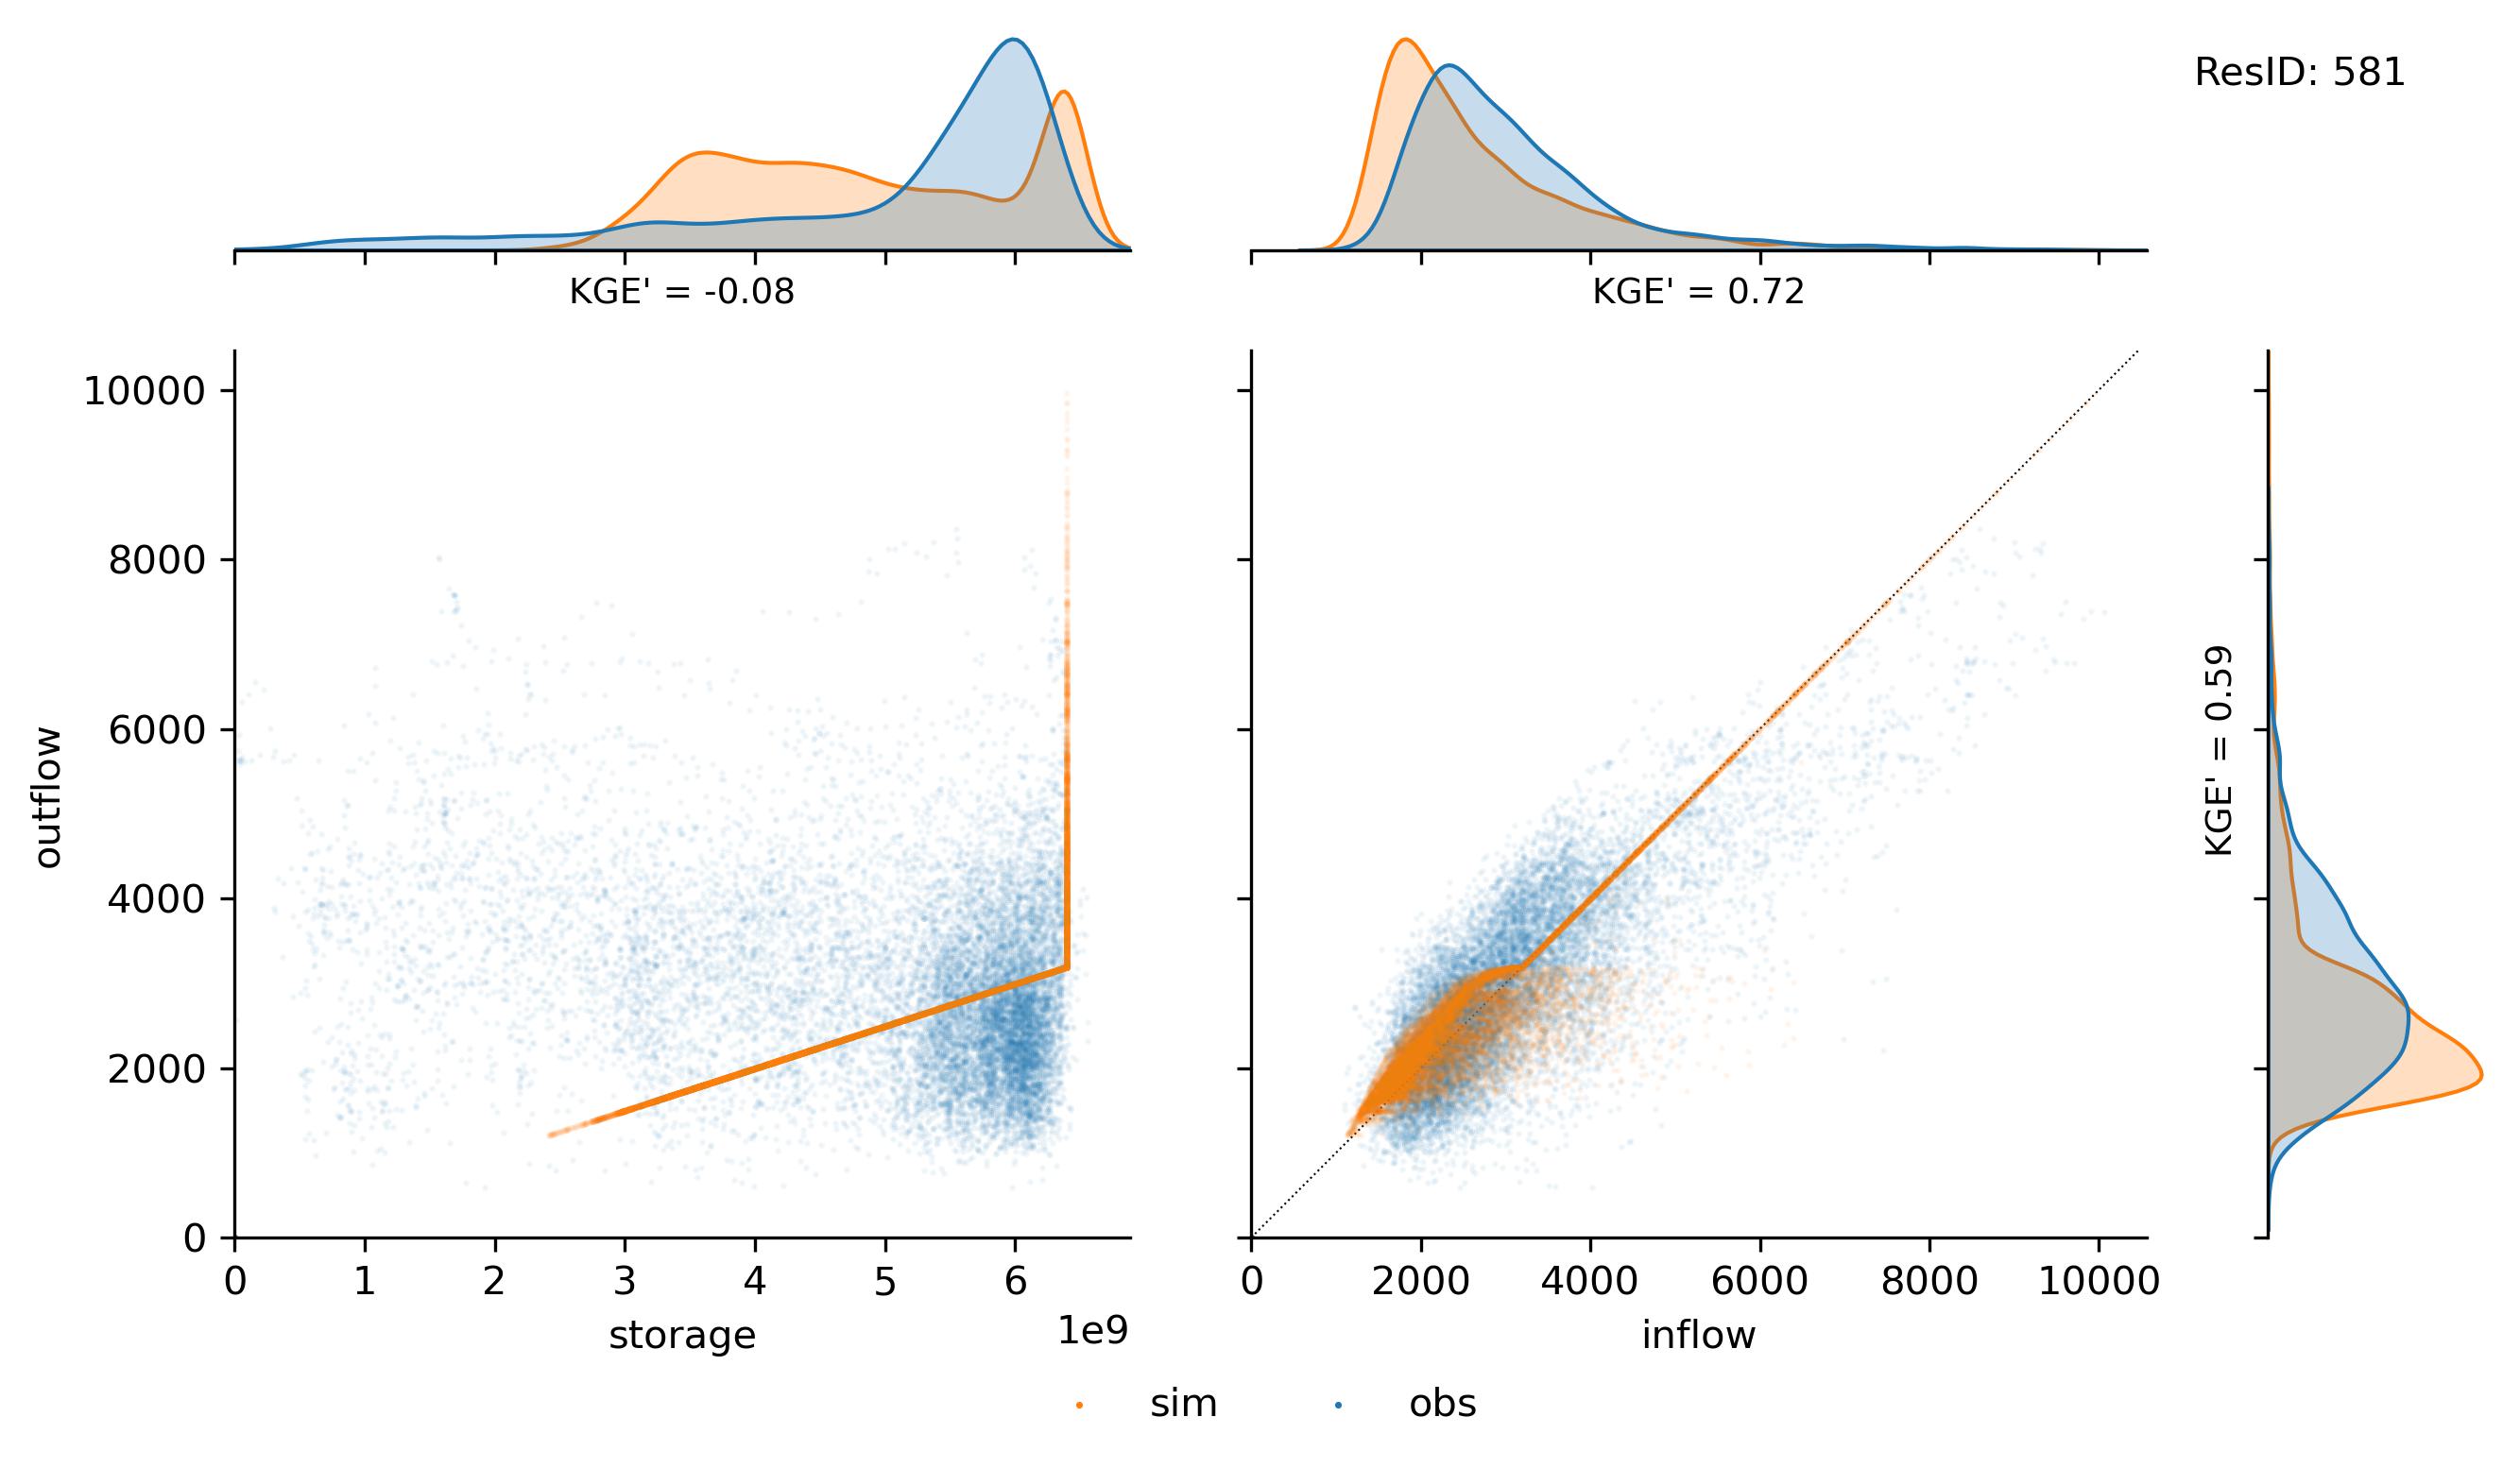 ResID: 581
KGE' = -0.08
KGE' = 0.72
10000
8000
6000
4000
2000
0
outflow
0 1 2 3 4 5 6
storage
1e9
0 2000 4000 6000 8000 10000
inflow
KGE' = 0.59
sim obs